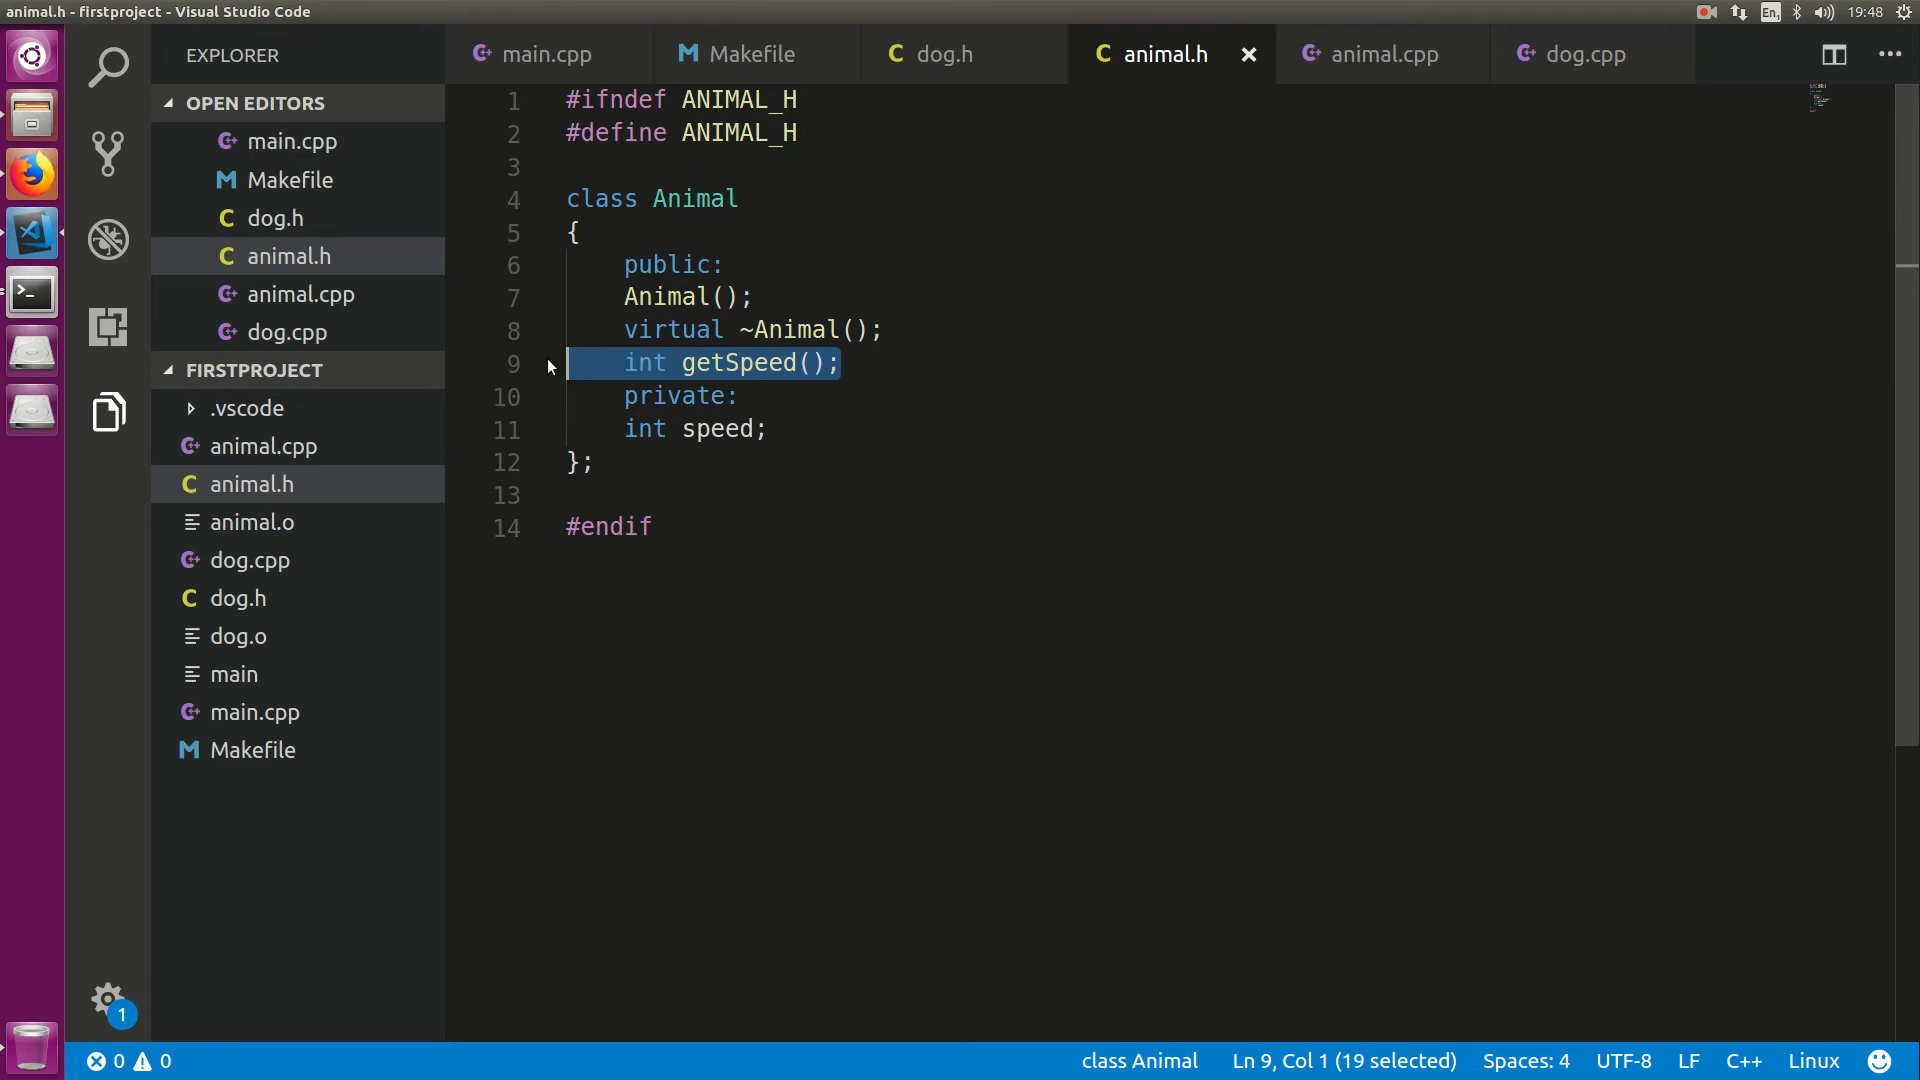 animal.h - firstproject - Visual Studio Code
En1
19:48
EXPLORER
OPEN EDITORS
main.cpp
Makefile
dog.h
animal.h
animal.cpp
dog.cpp
FIRSTPROJECT
.vscode
animal.cpp
animal.h
animal.o
dog.cpp
dog.h
dog.o
main
main.cpp
Makefile
main.cpp
Makefile
dog.h
animal.h
animal.cpp
dog.cpp
1 #ifndef ANIMAL_H
2 #define ANIMAL_H
3
4 class Animal
5 {
6 public:
7 Animal();
8 virtual ~Animal();
9 int getSpeed();
10 private:
11 int speed;
12 };
13
14 #endif
1
0 0
class Animal
Ln 9, Col 1 (19 selected)
Spaces: 4
UTF-8
LF
C++
Linux